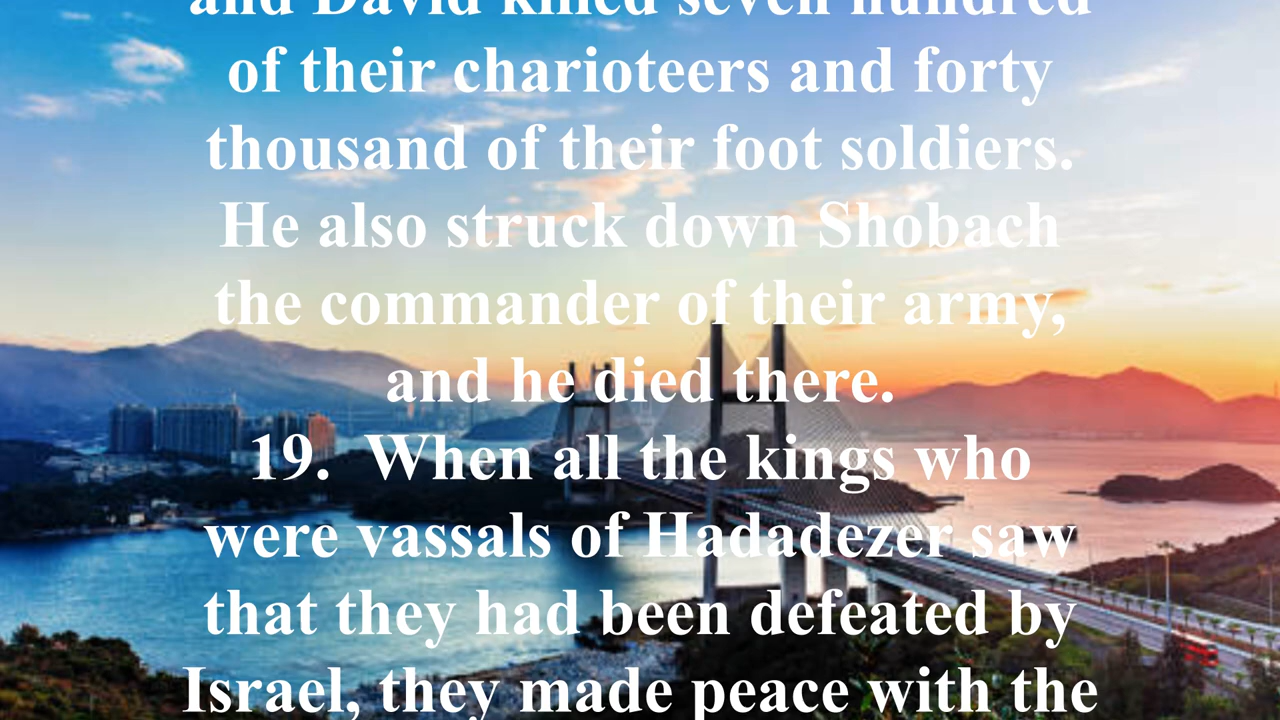 and David killed seven hundred
of their charioteers and forty
thousand of their foot soldiers.
He also struck down Shobach
the commander of their army,
and he died there.
19.  When all the kings who
were vassals of Hadadezer saw
that they had been defeated by
Israel, they made peace with the